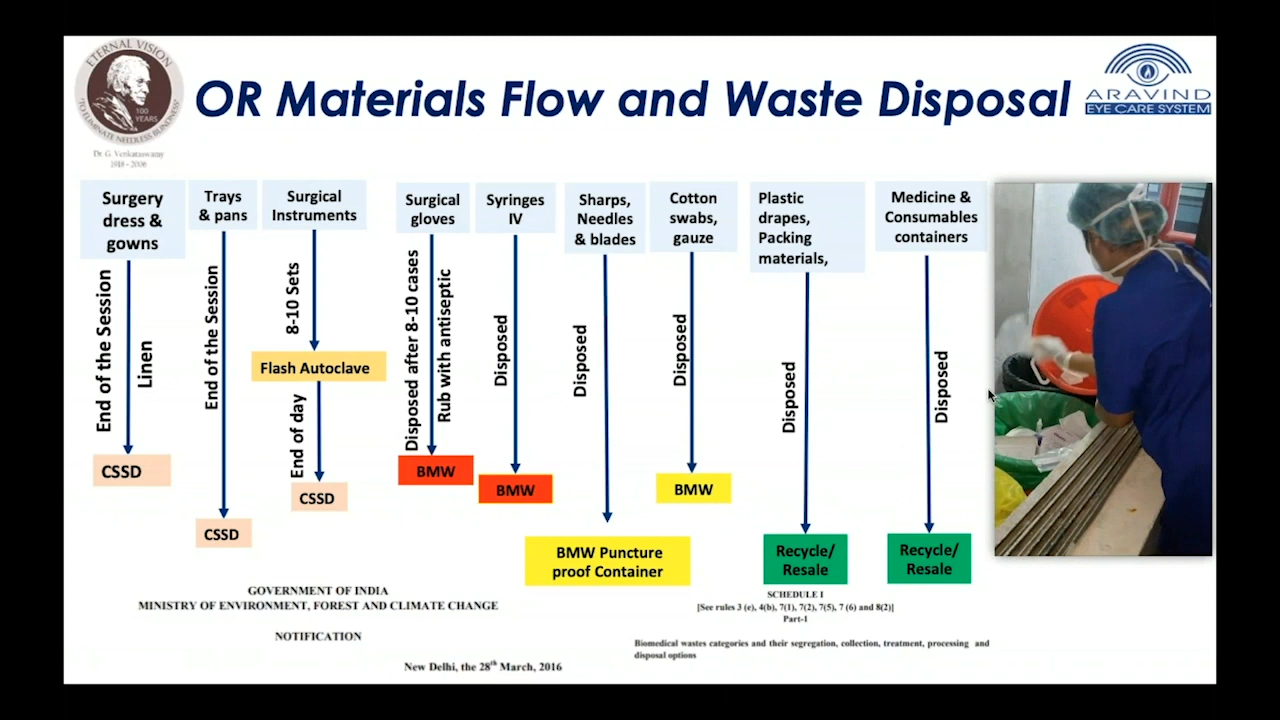 ETERNAL VISION
"TO ELIMINATE NEEDLESS BLINDNESS"
100
YEARS
Dr. G. Venkataswamy
1918 - 2006
OR Materials Flow and Waste Disposal
ARAVIND
EYE CARE SYSTEM
Surgery
dress &
gowns
End of the Session
Linen
CSSD
Trays
& pans
End of the Session
CSSD
Surgical
Instruments
8-10 Sets
Flash Autoclave
End of day
CSSD
Surgical
gloves
Disposed after 8-10 cases
Rub with antiseptic
BMW
Syringes
IV
Disposed
BMW
Sharps,
Needles
& blades
Disposed
BMW Puncture
proof Container
Cotton
swabs,
gauze
Disposed
BMW
Plastic
drapes,
Packing
materials,
Disposed
Recycle/
Resale
Medicine &
Consumables
containers
Disposed
Recycle/
Resale
GOVERNMENT OF INDIA
MINISTRY OF ENVIRONMENT, FOREST AND CLIMATE CHANGE
NOTIFICATION
New Delhi, the 28th March, 2016
SCHEDULE I
[See rules 3 (e), 4(b), 7(1), 7(2), 7(5), 7 (6) and 8(2)]
Part-1
Biomedical wastes categories and their segregation, collection, treatment, processing and
disposal options